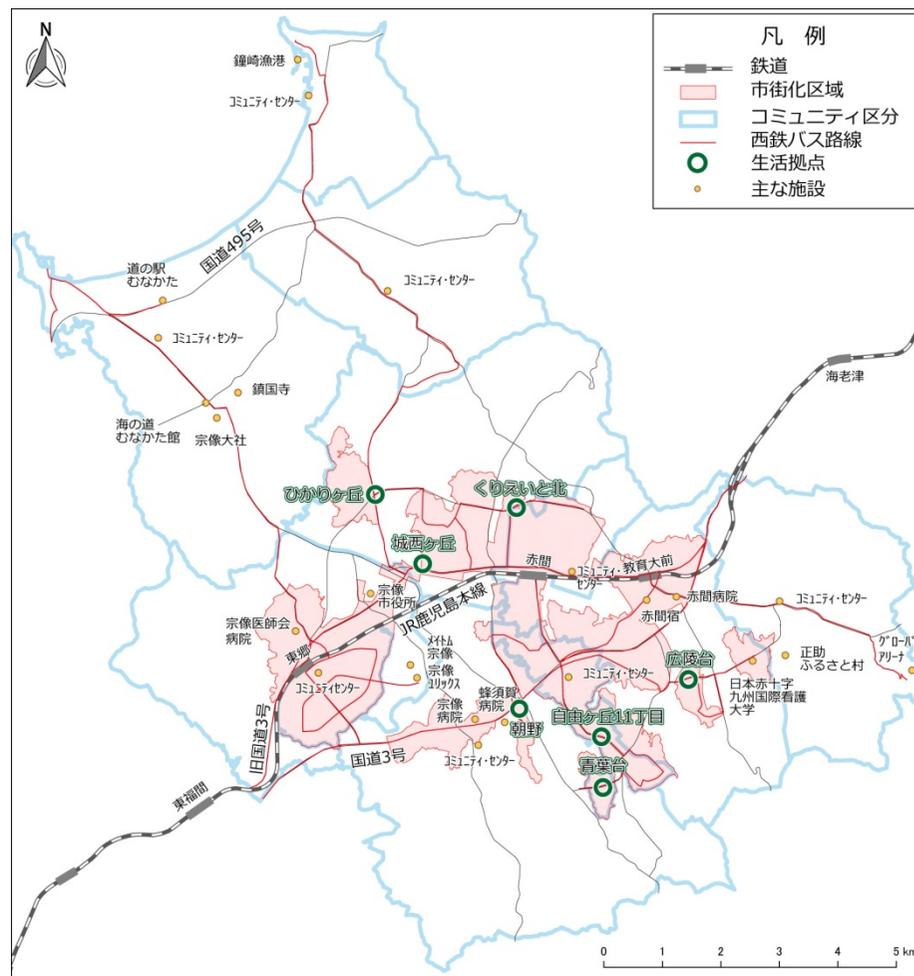 N
凡 例
鉄道
市街化区域
コミュニティ区分
西鉄バス路線
生活拠点
主な施設
鐘崎漁港
コミュニティ・センター
国道495号
道の駅
むなかた
コミュニティ・センター
コミュニティ・センター
鎮国寺
海の道
むなかた館
宗像大社
海老津
ひかりヶ丘
くりえいと北
城西ヶ丘
赤間
コミュニティ・
センター
教育大前
宗像
市役所
JR鹿児島本線
赤間宿
赤間病院
コミュニティ・センター
宗像医師会
病院
東郷
メイトム
宗像
宗像
ユリックス
コミュニティセンター
コミュニティ・センター
広陵台
正助
ふるさと村
グローバル
アリーナ
日本赤十字
九州国際看護
大学
蜂須賀
病院
宗像
病院
朝野
自由ヶ丘11丁目
コミュニティ・センター
青葉台
旧国道3号
国道3号
東福間
0 1 2 3 4 5 km